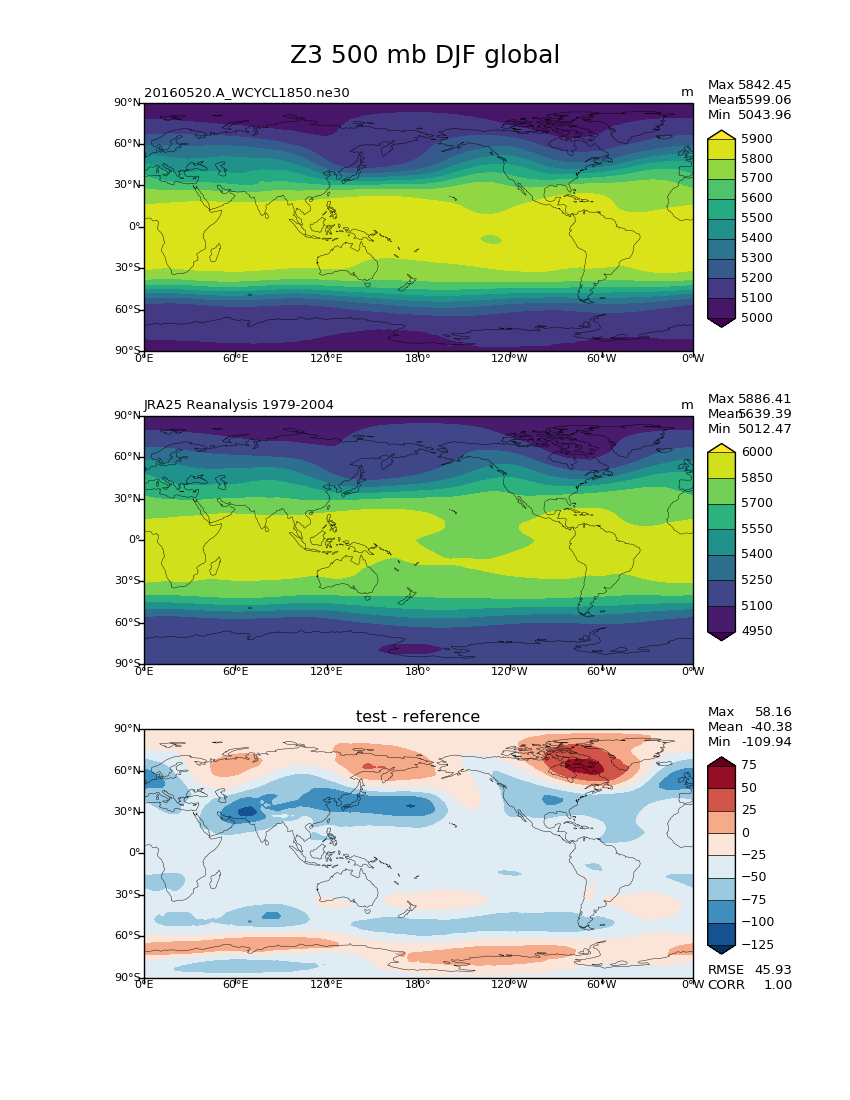 Z3 500 mb DJF global
20160520.A_WCYCL1850.ne30
m
Max 5842.45
Mean 5599.06
Min 5043.96
90°N
60°N
30°N
0°
30°S
60°S
90°S
0°E 60°E 120°E 180° 120°W 60°W 0°W
5900
5800
5700
5600
5500
5400
5300
5200
5100
5000
JRA25 Reanalysis 1979-2004
m
Max 5886.41
Mean 5639.39
Min 5012.47
90°N
60°N
30°N
0°
30°S
60°S
90°S
0°E 60°E 120°E 180° 120°W 60°W 0°W
6000
5850
5700
5550
5400
5250
5100
4950
test - reference
Max 58.16
Mean -40.38
Min -109.94
90°N
60°N
30°N
0°
30°S
60°S
90°S
0°E 60°E 120°E 180° 120°W 60°W 0°W
75
50
25
0
−25
−50
−75
−100
−125
RMSE 45.93
CORR 1.00